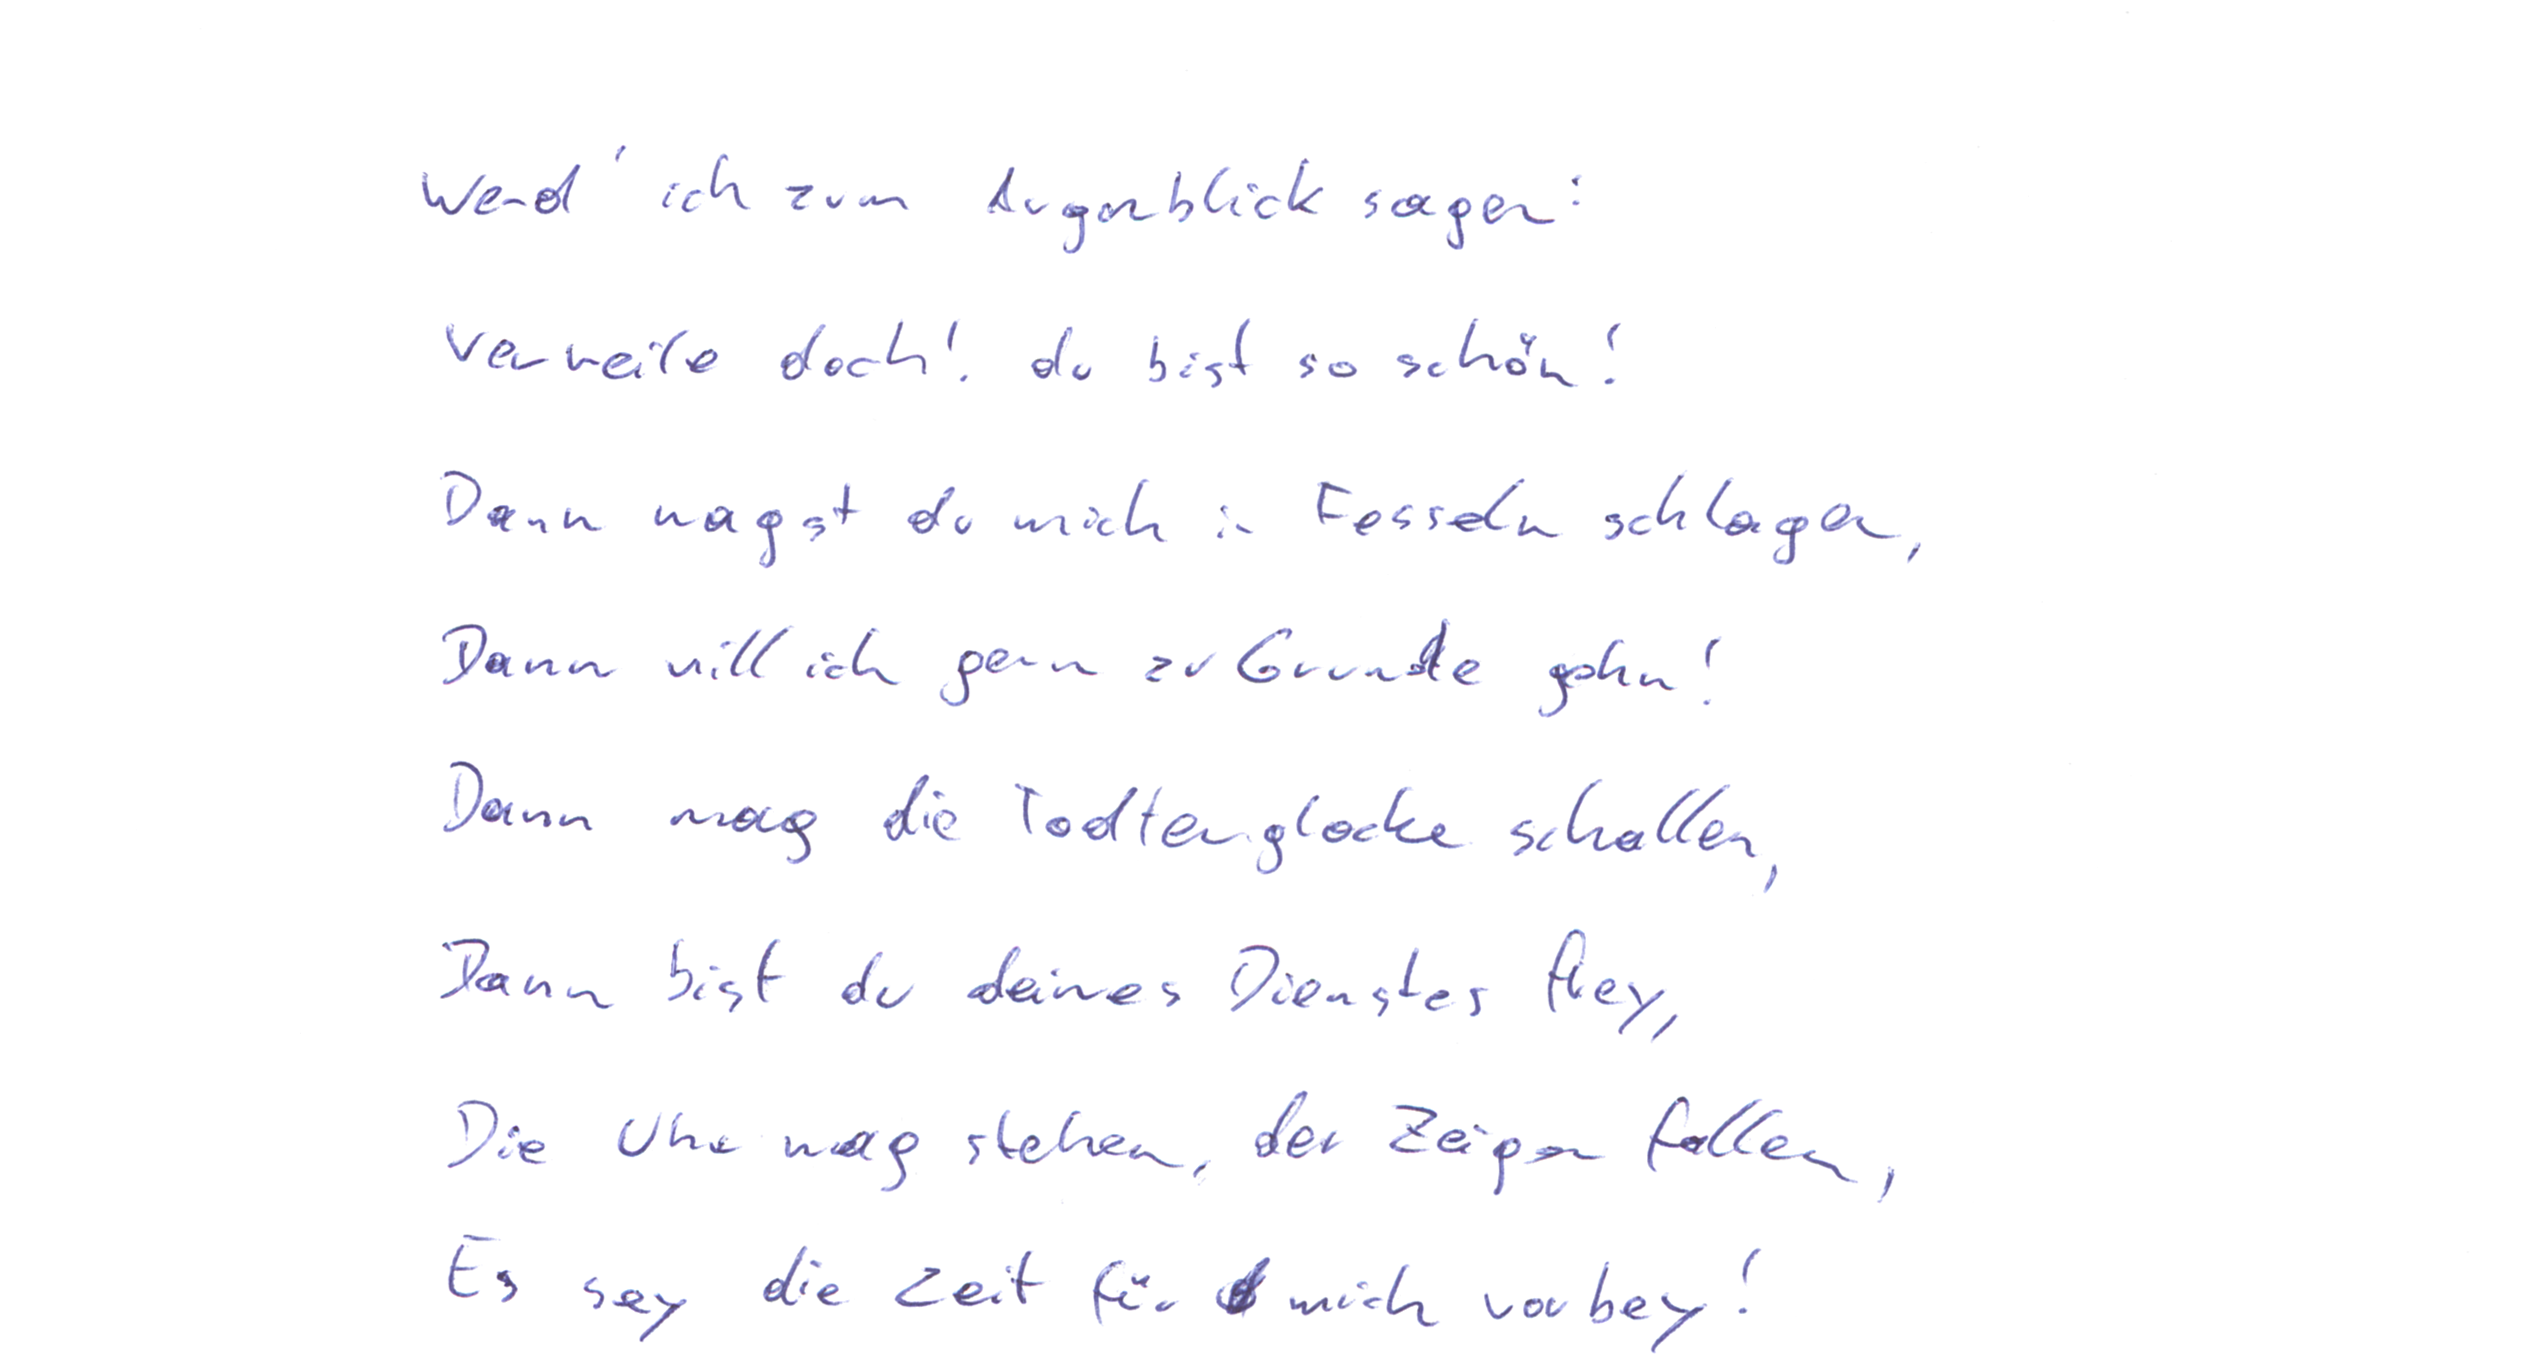 Werd' ich zum Augenblick sagen:
Verweile doch! du bist so schön!
Dann magst du mich in Fesseln schlagen,
Dann will ich gern zu Grunde gehn!
Dann mag die Todtenglocke schallen,
Dann bist du deines Dienstes frey,
Die Uhr mag stehen, der Zeiger fallen,
Es sey die Zeit für mich vorbey!